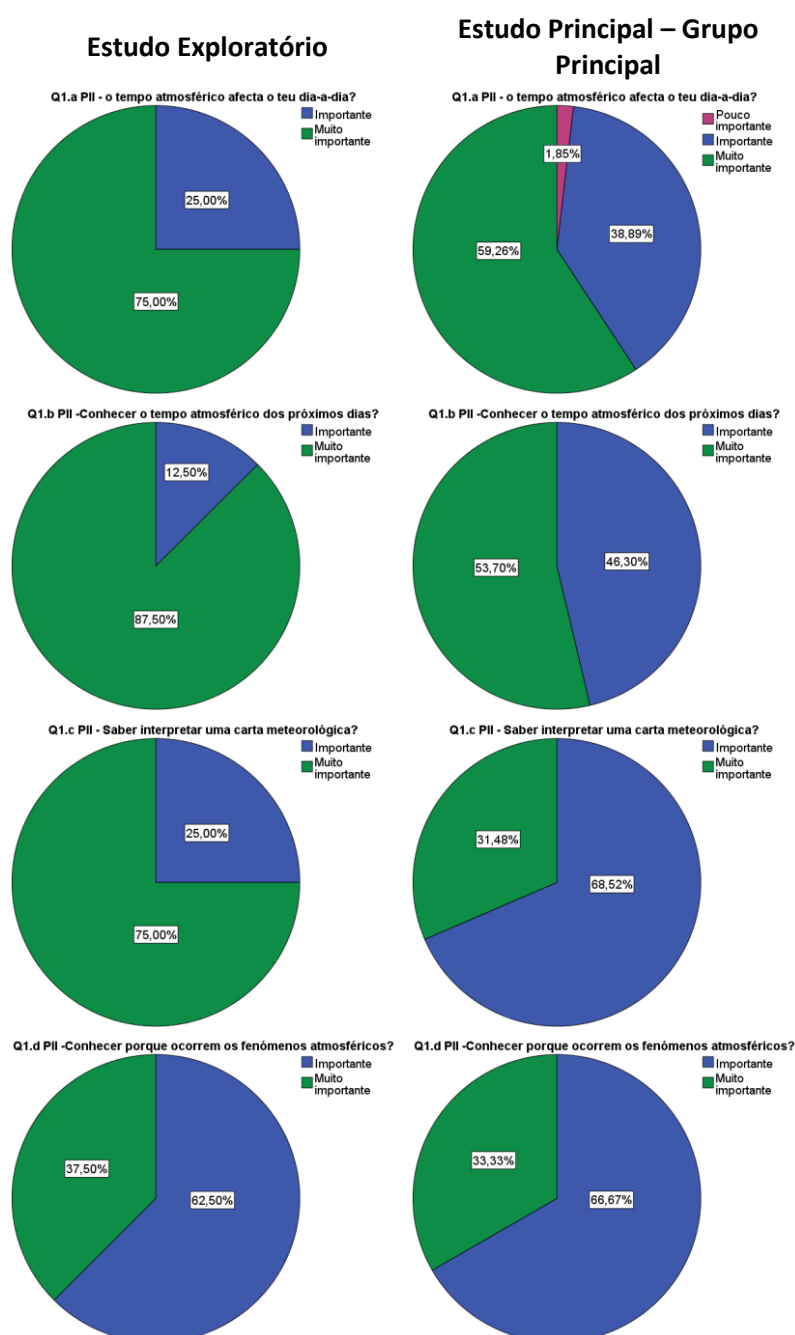 Estudo Exploratório
Estudo Principal – Grupo
Principal
Q1.a PII - o tempo atmosférico afecta o teu dia-a-dia?
Importante
Muito
importante
25,00%
75,00%
Q1.a PII - o tempo atmosférico afecta o teu dia-a-dia?
Pouco
importante
Importante
Muito
importante
1,85%
38,89%
59,26%
Q1.b PII -Conhecer o tempo atmosférico dos próximos dias?
Importante
Muito
importante
12,50%
87,50%
Q1.b PII -Conhecer o tempo atmosférico dos próximos dias?
Importante
Muito
importante
53,70%
46,30%
Q1.c PII - Saber interpretar uma carta meteorológica?
Importante
Muito
importante
25,00%
75,00%
Q1.c PII - Saber interpretar uma carta meteorológica?
Importante
Muito
importante
31,48%
68,52%
Q1.d PII -Conhecer porque ocorrem os fenómenos atmosféricos?
Importante
Muito
importante
37,50%
62,50%
Q1.d PII -Conhecer porque ocorrem os fenómenos atmosféricos?
Importante
Muito
importante
33,33%
66,67%